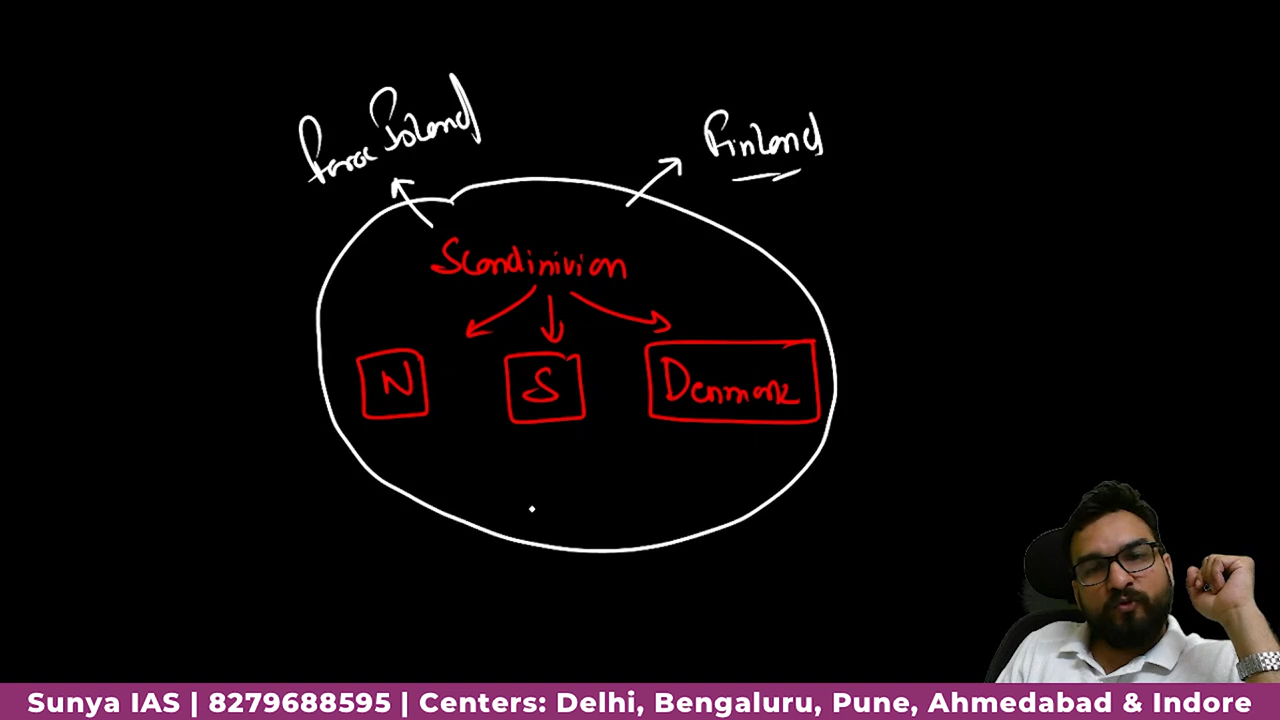 Faroe Island
Finland
Scandinivian
N
S
Denmark
Sunya IAS | 8279688595 | Centers: Delhi, Bengaluru, Pune, Ahmedabad & Indore